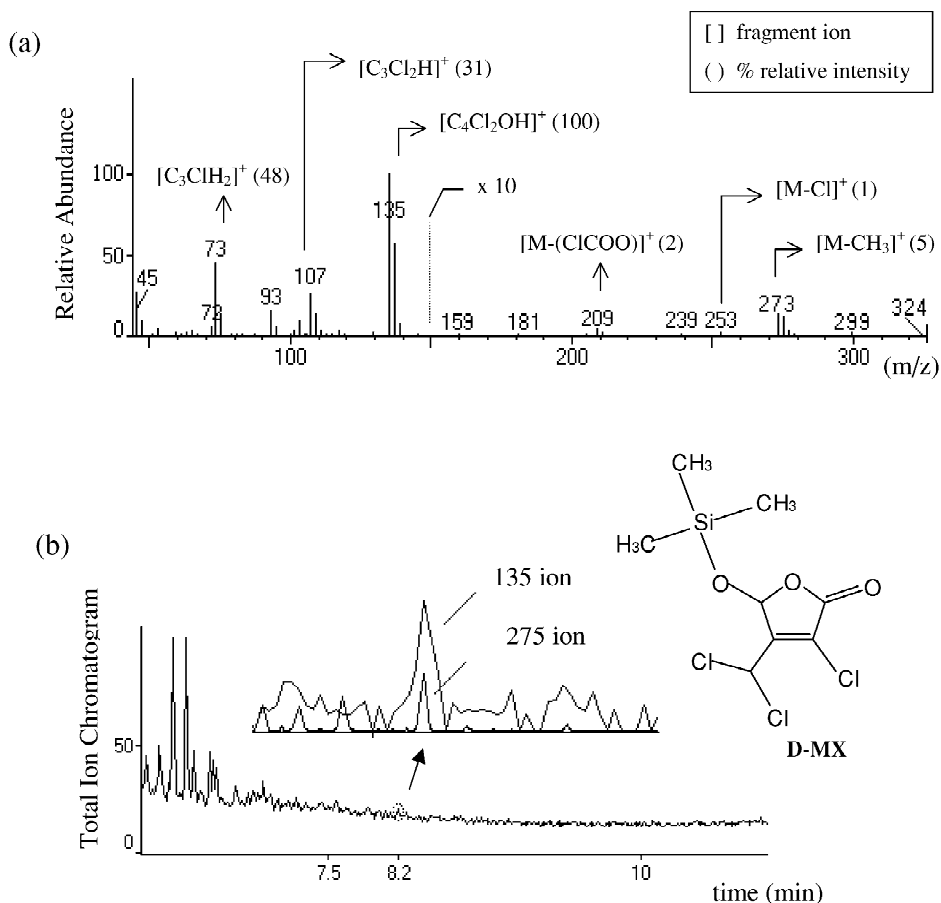 (a)
[ ] fragment ion
( ) % relative intensity
[C₃Cl₂H]⁺ (31)
[C₄Cl₂OH]⁺ (100)
[C₃ClH₂]⁺ (48)
x 10
[M-Cl]⁺ (1)
[M-(ClCOO)]⁺ (2)
[M-CH₃]⁺ (5)
Relative Abundance
100
50
0
45
72
73
93
107
135
159
181
209
239
253
273
299
324
100
200
300
(m/z)
(b)
CH₃
CH₃
Si
H₃C
O
O
O
Cl
Cl
Cl
D-MX
135 ion
275 ion
Total Ion Chromatogram
50
0
7.5
8.2
10
time (min)